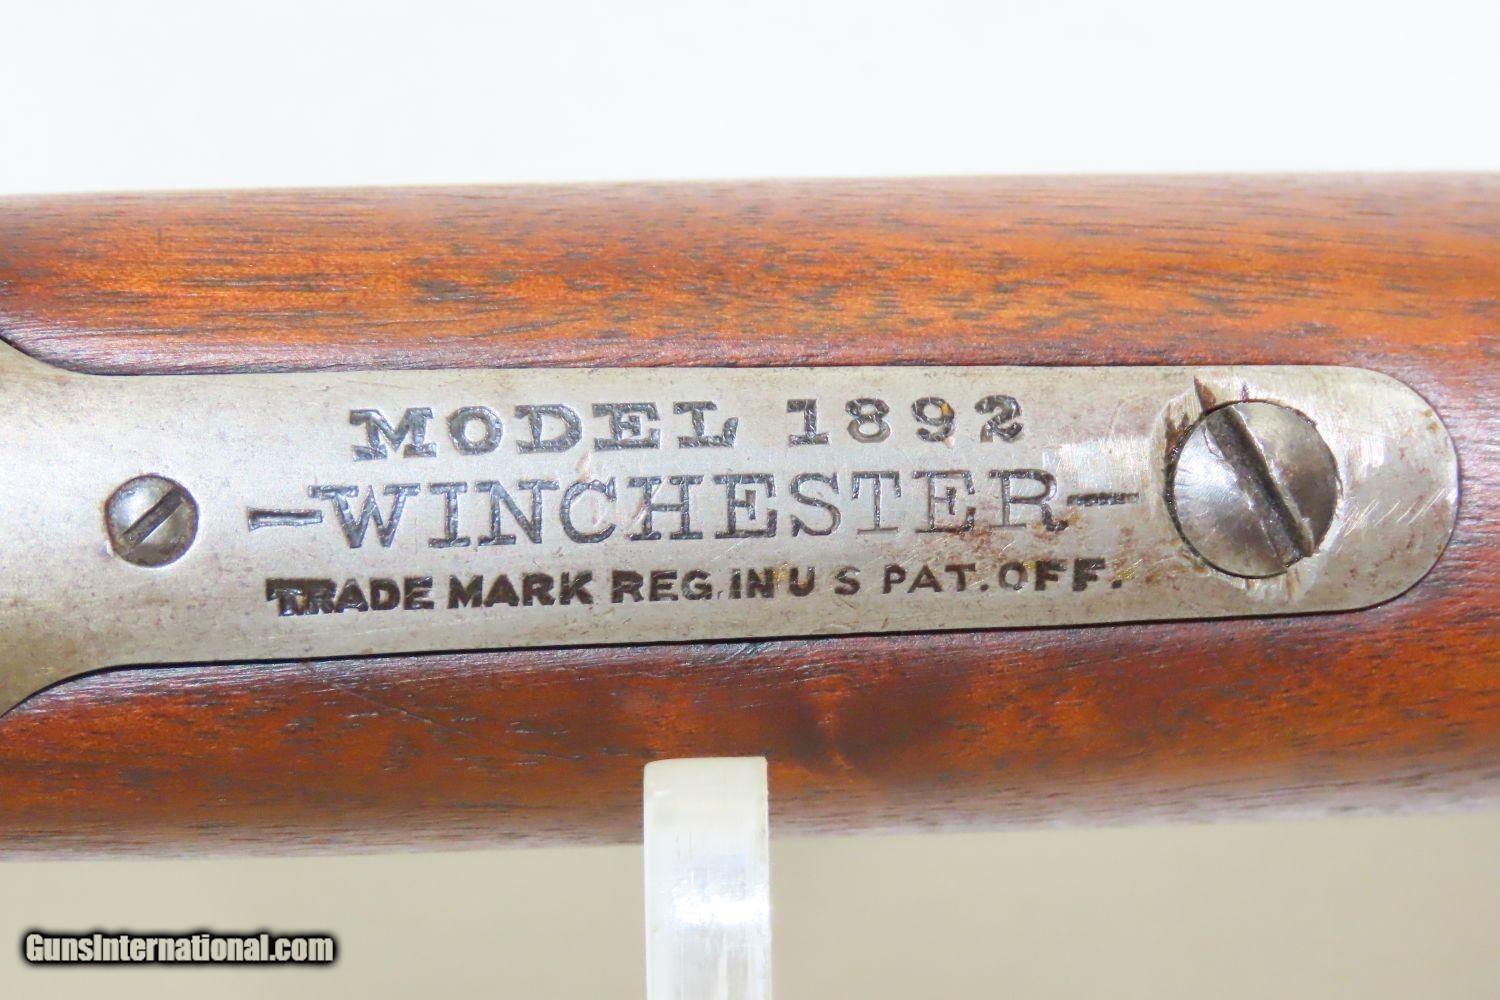 MODEL 1892
-WINCHESTER-
TRADE MARK REG. IN U S PAT. OFF.
GunsInternational.com